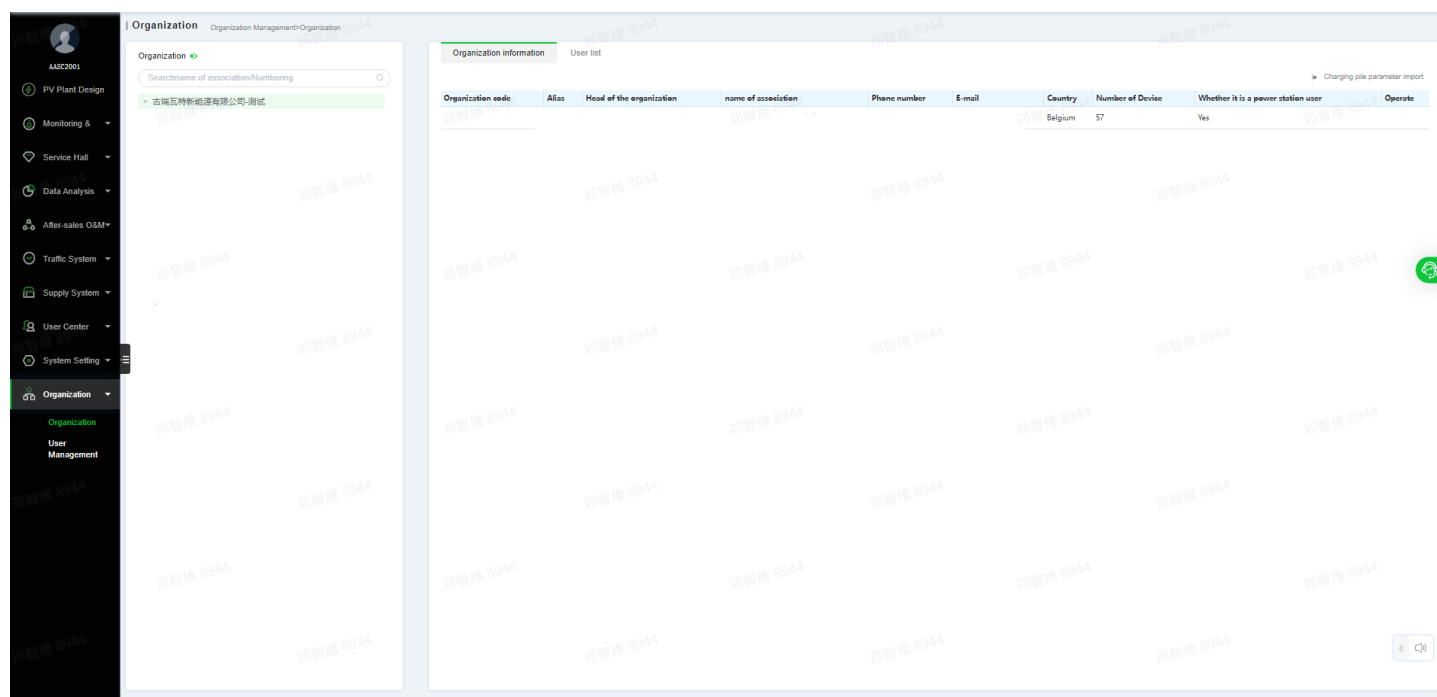 AASC2001
PV Plant Design
Monitoring &
Service Hall
Data Analysis
After-sales O&M
Traffic System
Supply System
User Center
System Setting
Organization
Organization
User
Management
Organization Organization Management>Organization
Organization
Searchname of association/Numbering
古瑞瓦特新能源有限公司-测试
Organization information User list
Charging pile parameter import
Organization code Alias Head of the organization name of association Phone number E-mail Country Number of Device Whether it is a power station user Operate
Belgium 57 Yes
邓智维 8944